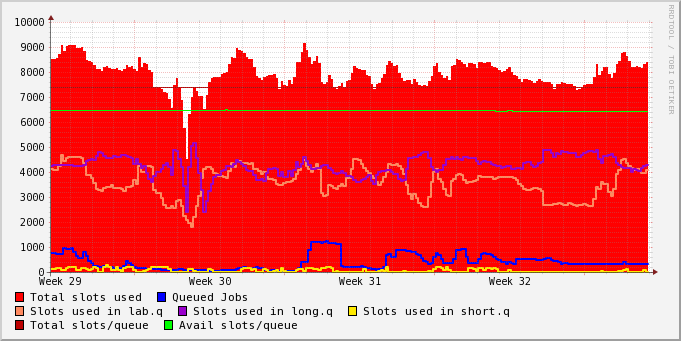 RRDTOOL / TOBI OETIKER
10000
9000
8000
7000
6000
5000
4000
3000
2000
1000
0
Week 29 Week 30 Week 31 Week 32
Total slots used Queued Jobs
Slots used in lab.q Slots used in long.q Slots used in short.q
Total slots/queue Avail slots/queue